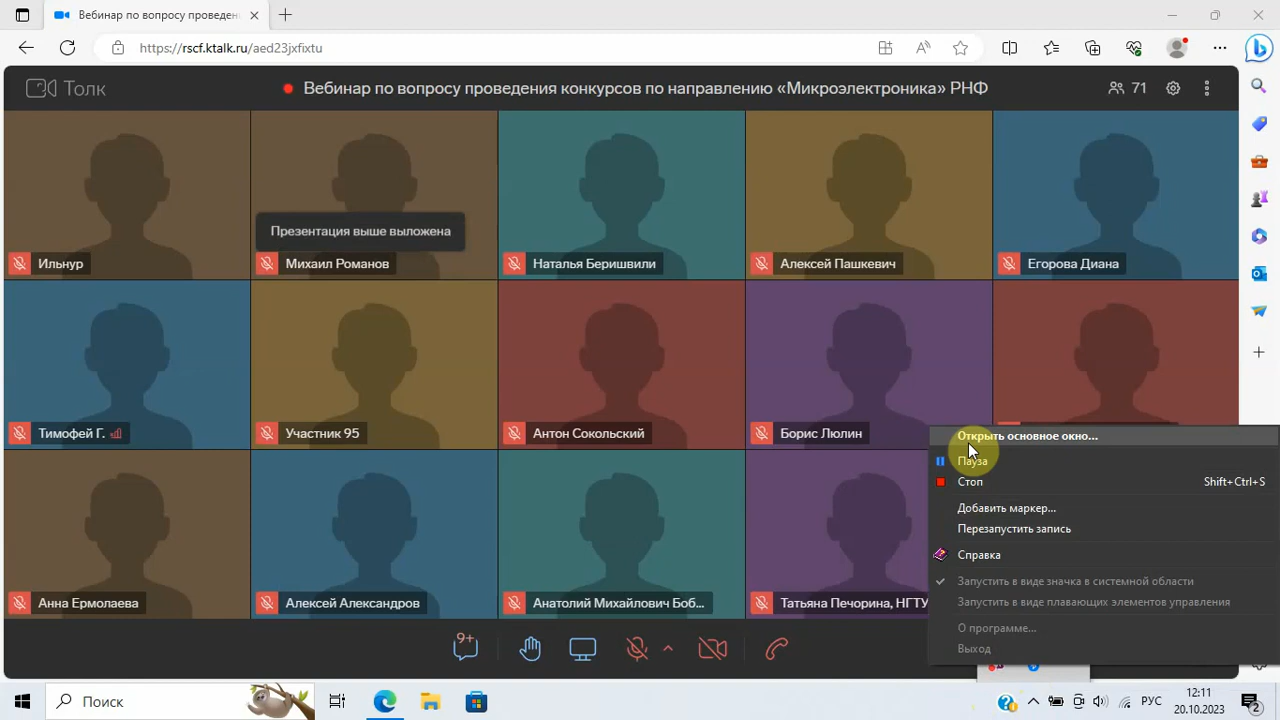 Вебинар по вопросу проведен
https://rscf.ktalk.ru/aed23jxfixtu
Толк
Вебинар по вопросу проведения конкурсов по направлению «Микроэлектроника» РНФ
71
Презентация выше выложена
Ильнур
Михаил Романов
Наталья Беришвили
Алексей Пашкевич
Егорова Диана
Тимофей Г.
Участник 95
Антон Сокольский
Борис Люлин
Анна Ермолаева
Алексей Александров
Анатолий Михайлович Боб...
Татьяна Печорина, НГТУ
Открыть основное окно...
Пауза
Стоп Shift+Ctrl+S
Добавить маркер...
Перезапустить запись
Справка
Запустить в виде значка в системной области
Запустить в виде плавающих элементов управления
О программе...
Выход
9+
Поиск
РУС
12:11
20.10.2023
2